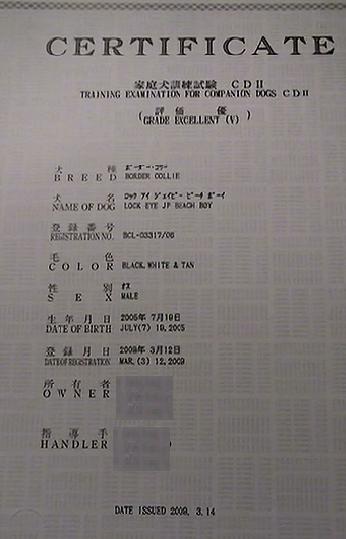 CERTIFICATE
家庭犬訓練試験 CDⅡ
TRAINING EXAMINATION FOR COMPANION DOGS CDⅡ
( 評価 優 )
GRADE EXCELLENT (V)
犬種 ボーダー・コリー
BREED BORDER COLLIE
犬名 ロック アイ ジェイピー ビーチ ボーイ
NAME OF DOG LOCK EYE JP BEACH BOY
登録番号
REGISTRATION NO. BCL-03317/06
毛色
COLOR BLACK, WHITE & TAN
性別 オス
SEX MALE
生年月日 2005年 7月19日
DATE OF BIRTH JULY(7) 19, 2005
登録月日 2009年 3月12日
DATE OF REGISTRATION MAR.(3) 12, 2009
所有者
OWNER
指導手
HANDLER
DATE ISSUED 2009. 3.14